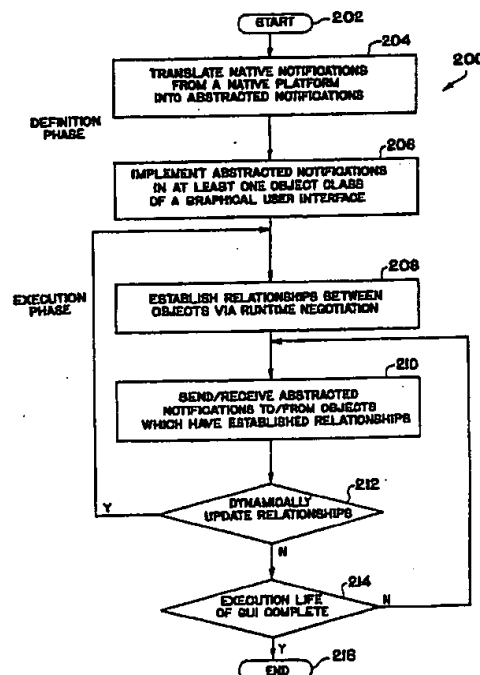 START
202
204
200
TRANSLATE NATIVE NOTIFICATIONS
FROM A NATIVE PLATFORM
INTO ABSTRACTED NOTIFICATIONS
DEFINITION
PHASE
206
IMPLEMENT ABSTRACTED NOTIFICATIONS
IN AT LEAST ONE OBJECT CLASS
OF A GRAPHICAL USER INTERFACE
EXECUTION
PHASE
208
ESTABLISH RELATIONSHIPS BETWEEN
OBJECTS VIA RUNTIME NEGOTIATION
210
SEND/RECEIVE ABSTRACTED
NOTIFICATIONS TO/FROM OBJECTS
WHICH HAVE ESTABLISHED RELATIONSHIPS
212
Y
DYNAMICALLY
UPDATE RELATIONSHIPS
N
214
EXECUTION LIFE
OF GUI COMPLETE
N
Y
END
216